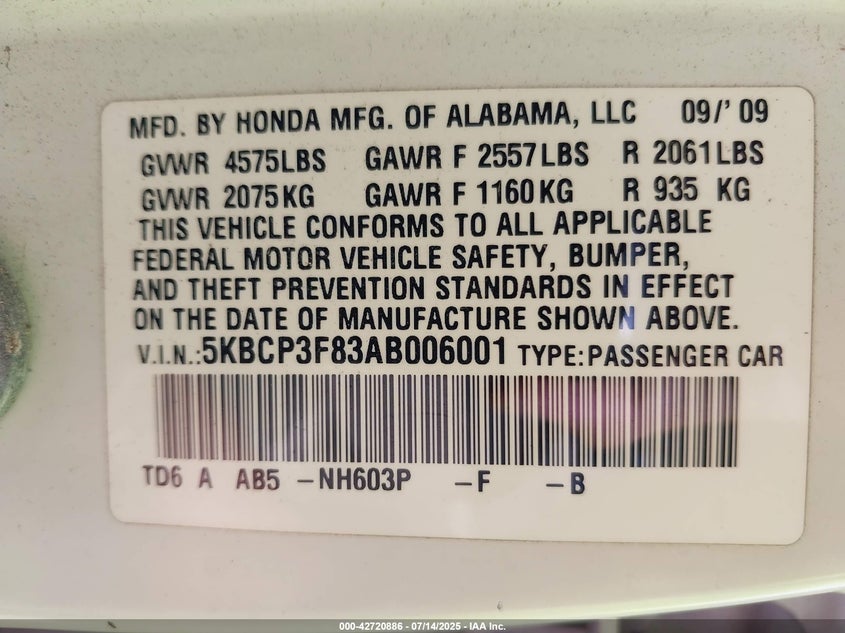 MFD. BY HONDA MFG. OF ALABAMA, LLC 09/'09
GVWR 4575LBS GAWR F 2557LBS R 2061LBS
GVWR 2075KG GAWR F 1160KG R 935 KG
THIS VEHICLE CONFORMS TO ALL APPLICABLE
FEDERAL MOTOR VEHICLE SAFETY, BUMPER,
AND THEFT PREVENTION STANDARDS IN EFFECT
ON THE DATE OF MANUFACTURE SHOWN ABOVE.
V.I.N.:5KBCP3F83AB006001 TYPE:PASSENGER CAR
TD6 A AB5 -NH603P -F -B
000-42720886 - 07/14/2025 - IAA Inc.